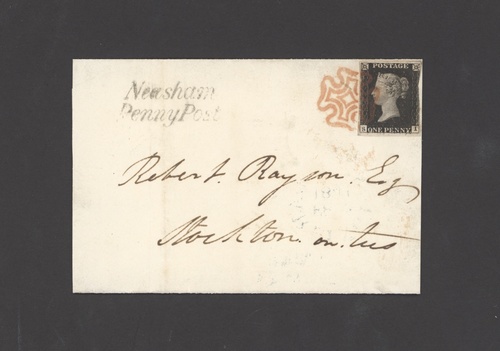 Newsham
Penny Post
POSTAGE
ONE PENNY
Robert. Rayson. Esq
Stockton. on. tees